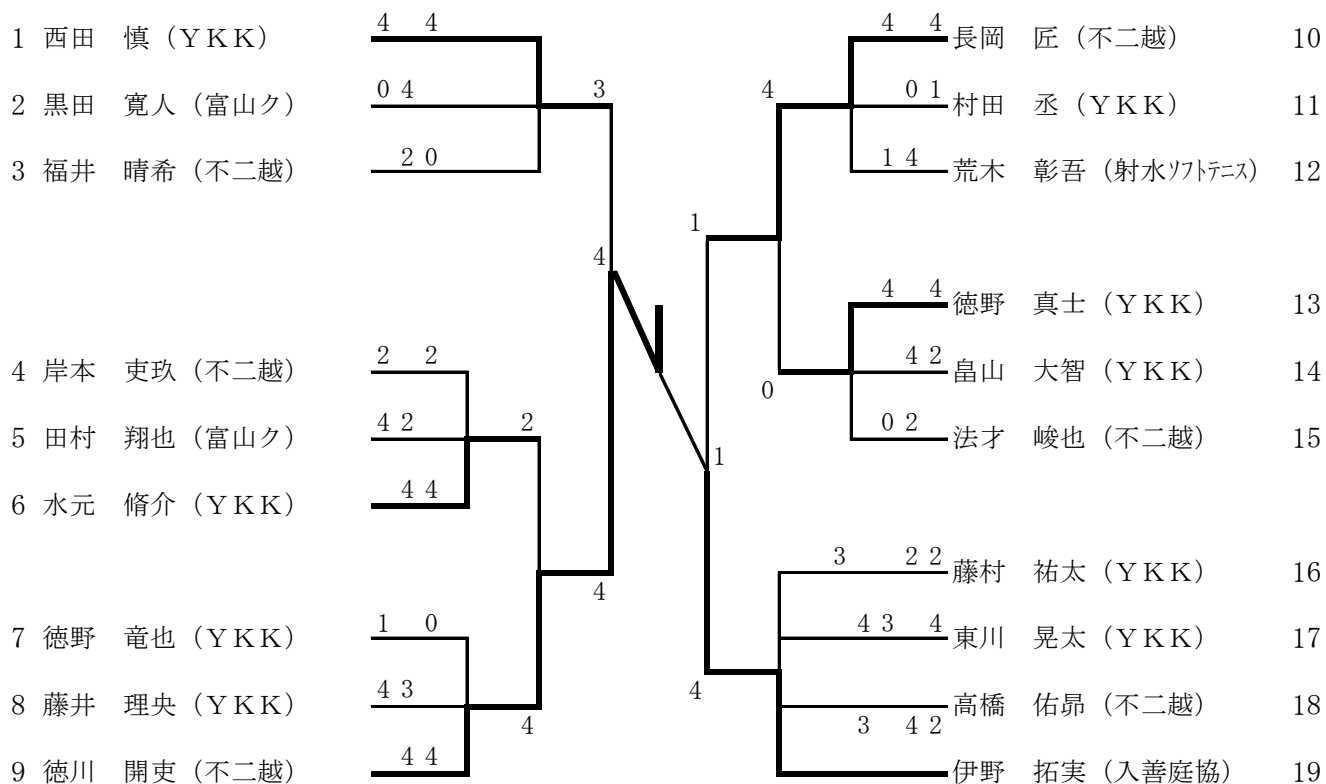 4 4
1 西田 慎（ＹＫＫ）
0 4
2 黒田 寛人（富山ク）
3
2 0
3 福井 晴希（不二越）
4
2 2
4 岸本 吏玖（不二越）
4 2
5 田村 翔也（富山ク）
2
4 4
6 水元 脩介（ＹＫＫ）
4
1 0
7 徳野 竜也（ＹＫＫ）
4 3
8 藤井 理央（ＹＫＫ）
4
4 4
9 徳川 開吏（不二越）
4 4
長岡 匠（不二越） 10
4
0 1
村田 丞（ＹＫＫ） 11
1 4
荒木 彰吾（射水ｿﾌﾄﾃﾆｽ） 12
1
4 4
徳野 真士（ＹＫＫ） 13
4 2
畠山 大智（ＹＫＫ） 14
0
0 2
法才 峻也（不二越） 15
1
3 2 2
藤村 祐太（ＹＫＫ） 16
4 3 4
東川 晃太（ＹＫＫ） 17
4
高橋 佑昂（不二越） 18
3 4 2
伊野 拓実（入善庭協） 19